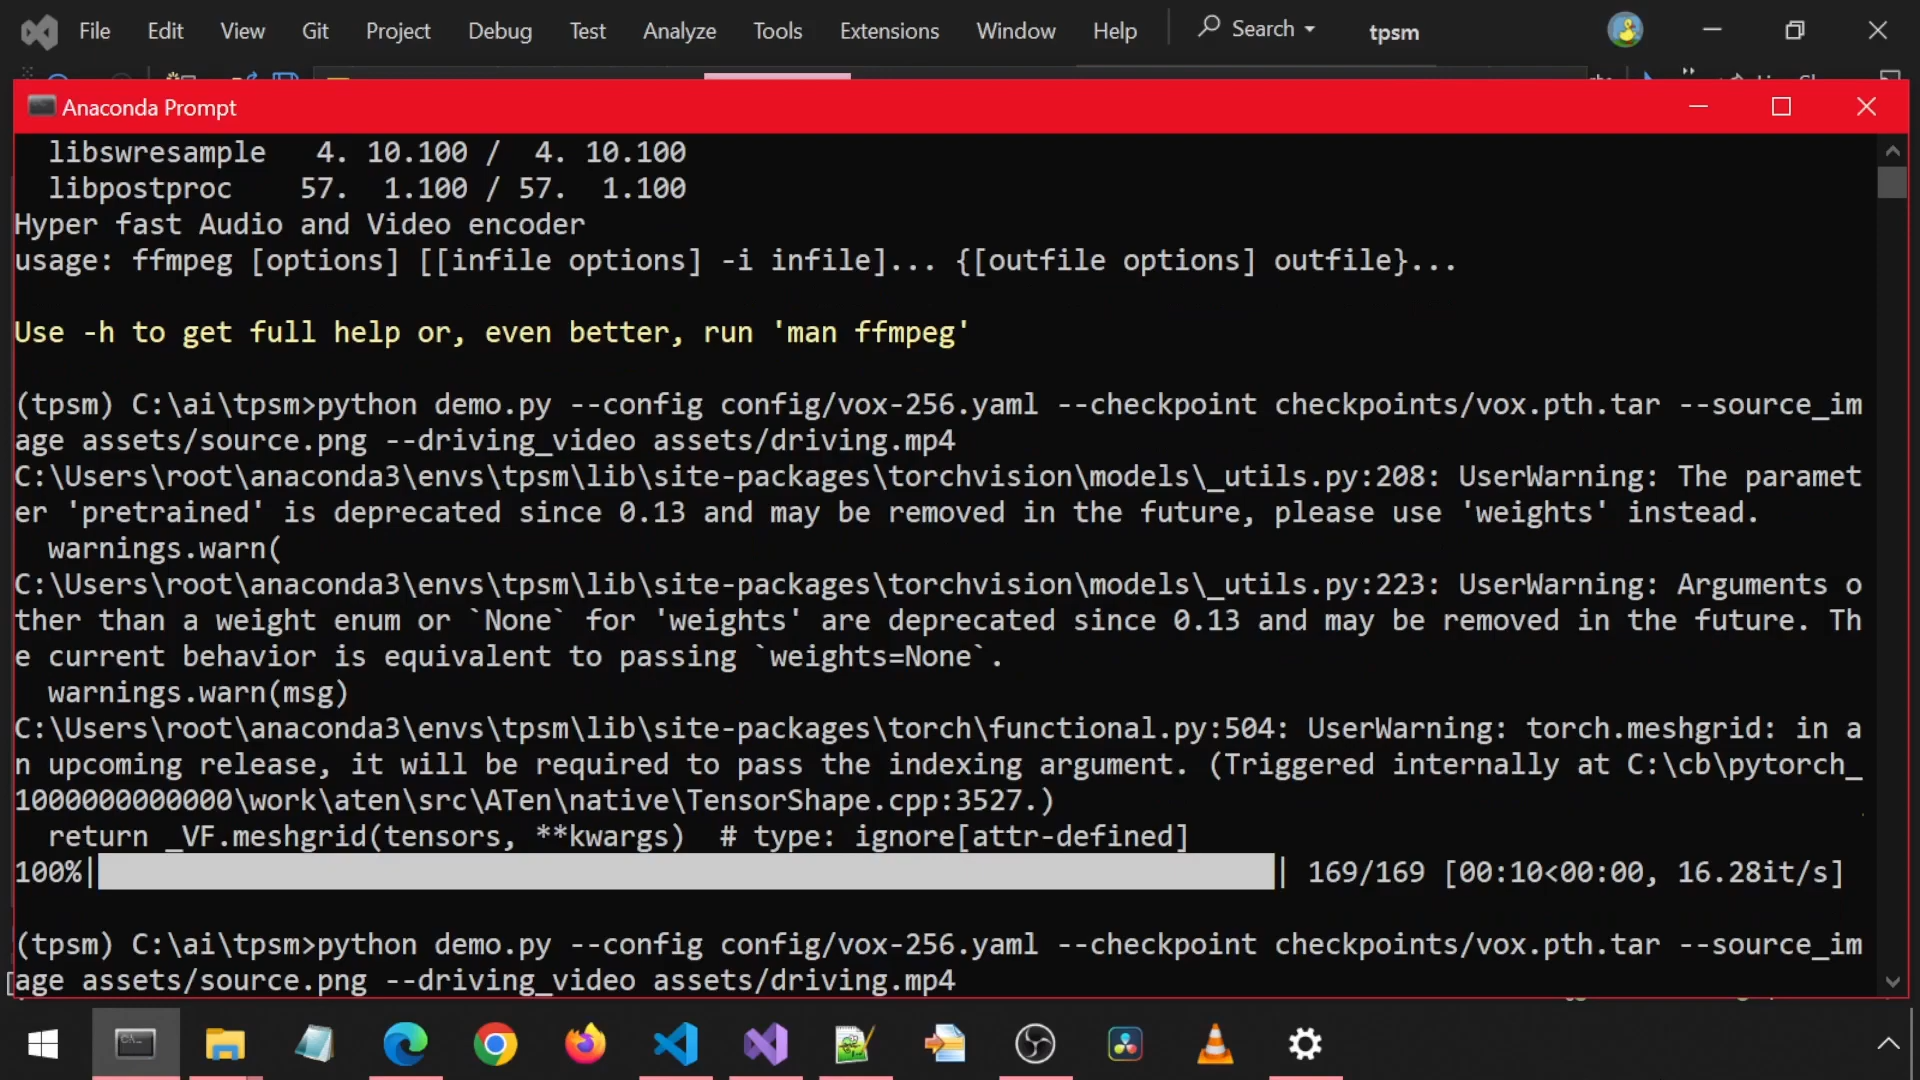 File Edit View Git Project Debug Test Analyze Tools Extensions Window Help Search tpsm
Anaconda Prompt
libswresample   4. 10.100 /  4. 10.100
libpostproc    57.  1.100 / 57.  1.100
Hyper fast Audio and Video encoder
usage: ffmpeg [options] [[infile options] -i infile]... {[outfile options] outfile}...
Use -h to get full help or, even better, run 'man ffmpeg'
(tpsm) C:\ai\tpsm>python demo.py --config config/vox-256.yaml --checkpoint checkpoints/vox.pth.tar --source_im
age assets/source.png --driving_video assets/driving.mp4
C:\Users\root\anaconda3\envs\tpsm\lib\site-packages\torchvision\models\_utils.py:208: UserWarning: The paramet
er 'pretrained' is deprecated since 0.13 and may be removed in the future, please use 'weights' instead.
warnings.warn(
C:\Users\root\anaconda3\envs\tpsm\lib\site-packages\torchvision\models\_utils.py:223: UserWarning: Arguments o
ther than a weight enum or `None` for 'weights' are deprecated since 0.13 and may be removed in the future. Th
e current behavior is equivalent to passing `weights=None`.
warnings.warn(msg)
C:\Users\root\anaconda3\envs\tpsm\lib\site-packages\torch\functional.py:504: UserWarning: torch.meshgrid: in a
n upcoming release, it will be required to pass the indexing argument. (Triggered internally at C:\cb\pytorch_
1000000000000\work\aten\src\ATen\native\TensorShape.cpp:3527.)
return _VF.meshgrid(tensors, **kwargs)  # type: ignore[attr-defined]
100%| | 169/169 [00:10<00:00, 16.28it/s]
(tpsm) C:\ai\tpsm>python demo.py --config config/vox-256.yaml --checkpoint checkpoints/vox.pth.tar --source_im
age assets/source.png --driving_video assets/driving.mp4